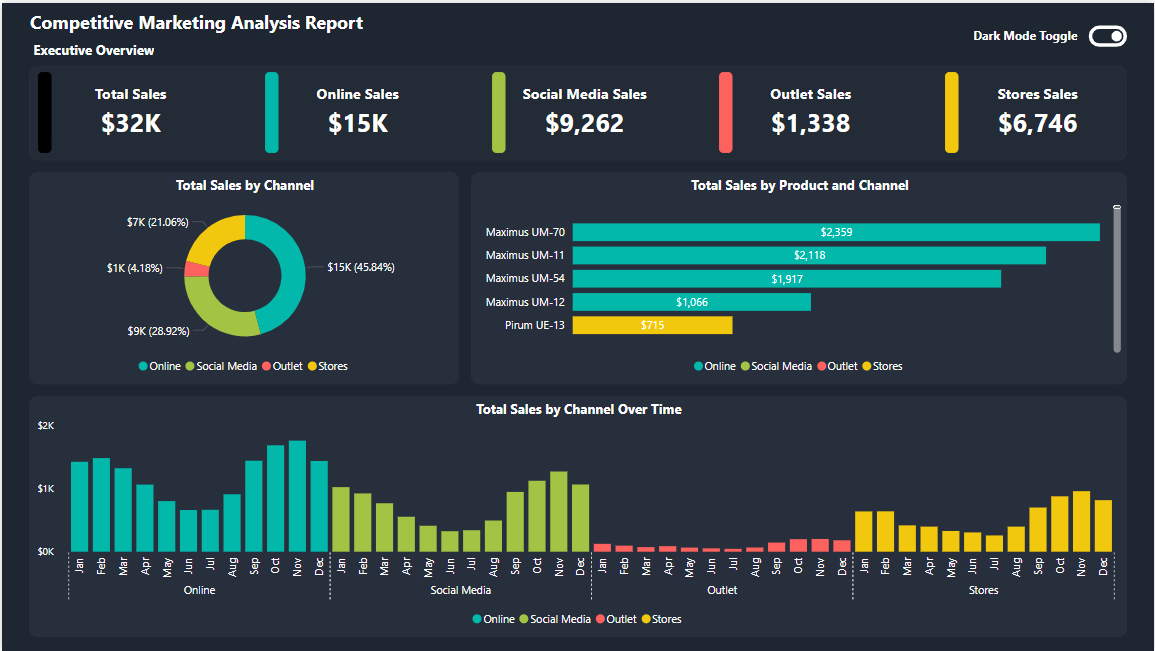 Competitive Marketing Analysis Report
Executive Overview
Dark Mode Toggle
Total Sales
$32K
Online Sales
$15K
Social Media Sales
$9,262
Outlet Sales
$1,338
Stores Sales
$6,746
Total Sales by Channel
$7K (21.06%)
$1K (4.18%)
$15K (45.84%)
$9K (28.92%)
Online Social Media Outlet Stores
Total Sales by Product and Channel
Maximus UM-70 $2,359
Maximus UM-11 $2,118
Maximus UM-54 $1,917
Maximus UM-12 $1,066
Pirum UE-13 $715
Online Social Media Outlet Stores
Total Sales by Channel Over Time
$2K
$1K
$0K
Jan Feb Mar Apr May Jun Jul Aug Sep Oct Nov Dec Jan Feb Mar Apr May Jun Jul Aug Sep Oct Nov Dec Jan Feb Mar Apr May Jun Jul Aug Sep Oct Nov Dec Jan Feb Mar Apr May Jun Jul Aug Sep Oct Nov Dec
Online Social Media Outlet Stores
Online Social Media Outlet Stores